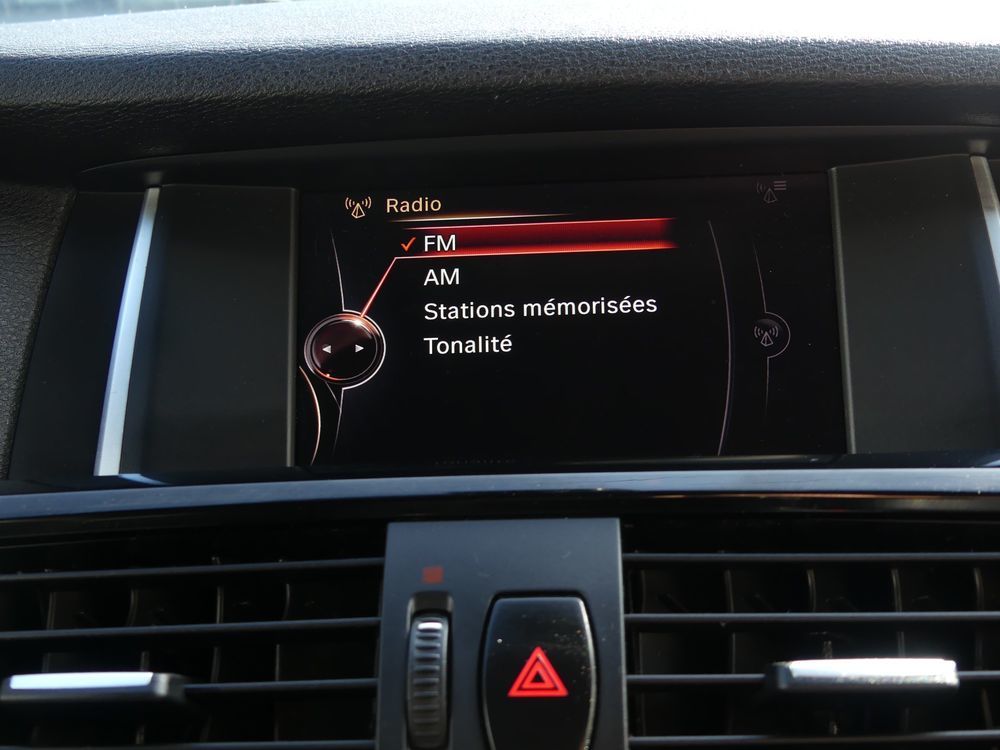 Radio
FM
AM
Stations mémorisées
Tonalité